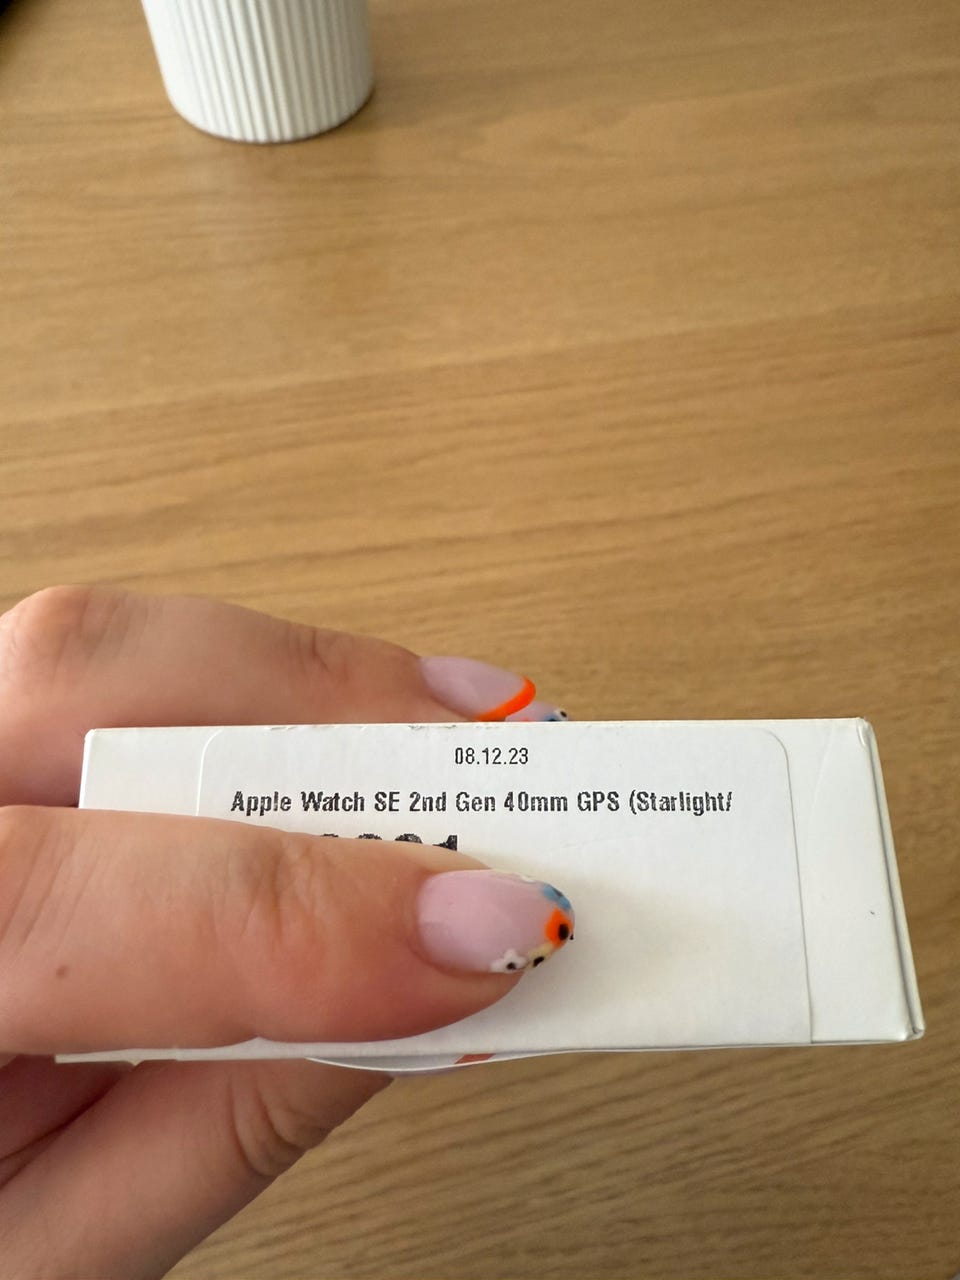 08.12.23
Apple Watch SE 2nd Gen 40mm GPS (Starlight/